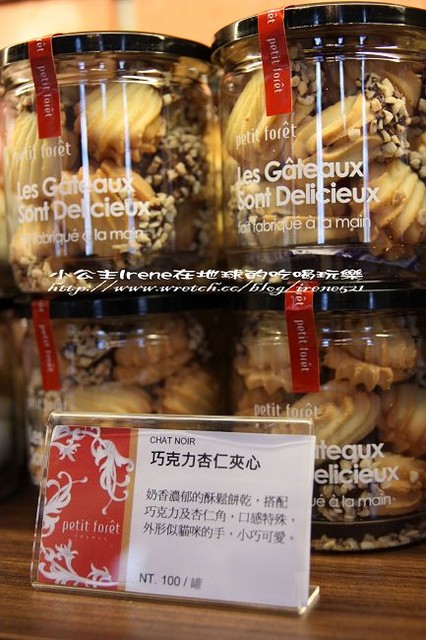 petit forêt
petit forêt
petit forêt
Les Gâteaux
Sont Delicieux
fait fabriqué à la main
petit forêt
Les Gâteaux
Sont Delicieux
fait fabriqué à la main
小公主Irene在地球的吃喝玩樂
http://www.wretch.cc/blog/irene521
petit forêt
petit forêt
teaux
elicieux
à la main
CHAT NOIR
巧克力杏仁夾心
奶香濃郁的酥鬆餅乾，搭配
巧克力及杏仁角，口感特殊，
外形似貓咪的手，小巧可愛。
petit forêt
NT. 100 / 罐